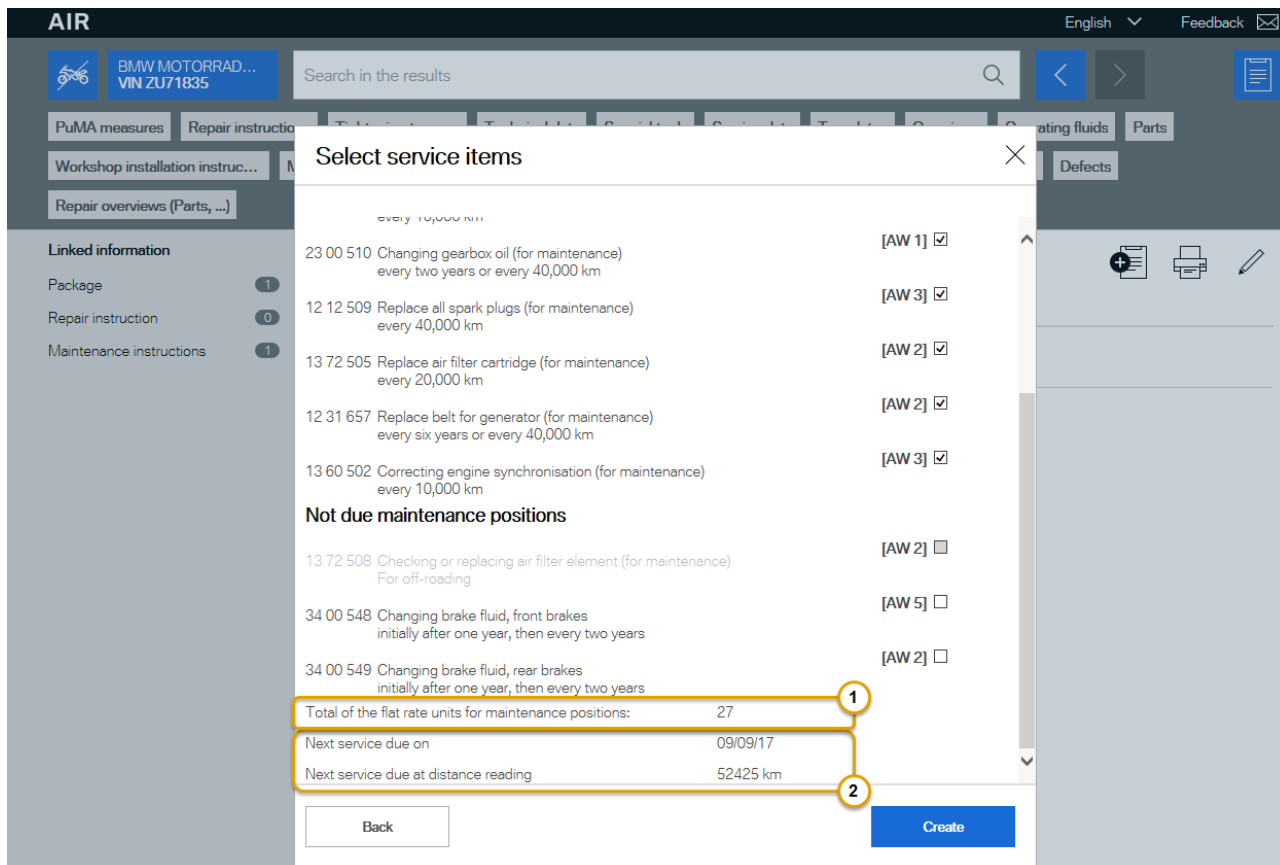 AIR
English
Feedback
BMW MOTORRAD...
VIN ZU71835
Search in the results
PuMA measures
Repair instructio
ating fluids
Parts
Workshop installation instruc...
Defects
Repair overviews (Parts, ...)
Select service items
Linked information
Package 1
Repair instruction 0
Maintenance instructions 1
every 10,000 km
23 00 510 Changing gearbox oil (for maintenance) [AW 1]
every two years or every 40,000 km
12 12 509 Replace all spark plugs (for maintenance) [AW 3]
every 40,000 km
13 72 505 Replace air filter cartridge (for maintenance) [AW 2]
every 20,000 km
12 31 657 Replace belt for generator (for maintenance) [AW 2]
every six years or every 40,000 km
13 60 502 Correcting engine synchronisation (for maintenance) [AW 3]
every 10,000 km
Not due maintenance positions
13 72 508 Checking or replacing air filter element (for maintenance) [AW 2]
For off-roading
34 00 548 Changing brake fluid, front brakes [AW 5]
initially after one year, then every two years
34 00 549 Changing brake fluid, rear brakes [AW 2]
initially after one year, then every two years
1
Total of the flat rate units for maintenance positions: 27
Next service due on 09/09/17
Next service due at distance reading 52425 km
2
Back
Create